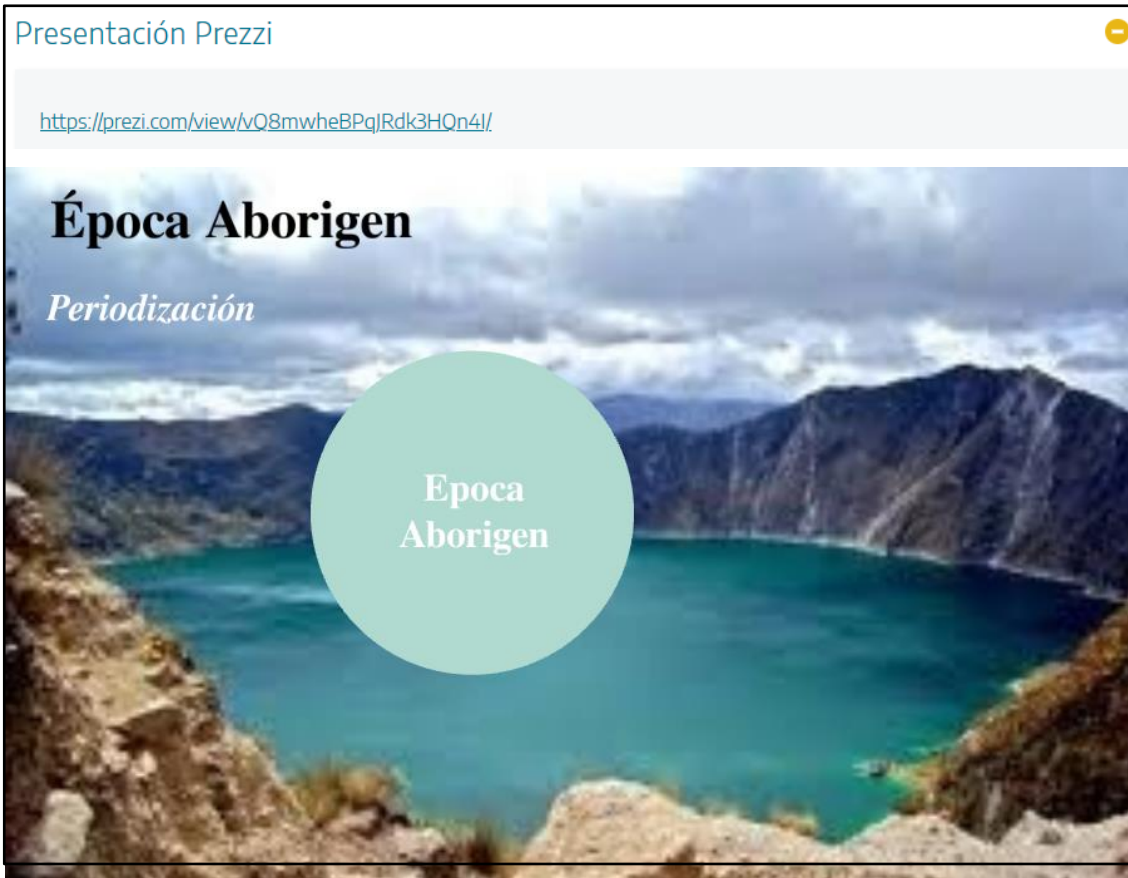 Presentación Prezzi
https://prezi.com/view/vQ8mwheBPqJRdk3HQn4I/
Época Aborigen
Periodización
Epoca
Aborigen